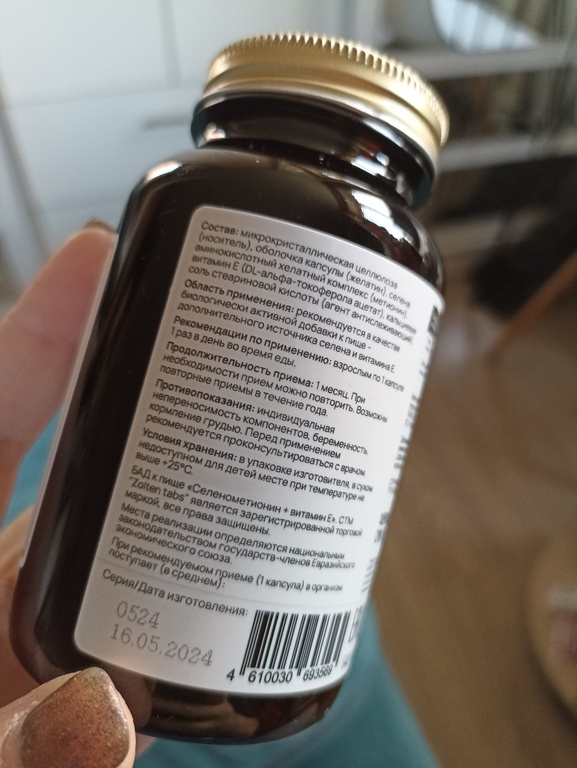 Состав: микрокристаллическая целлюлоза
(носитель), оболочка капсулы (желатин), селена
аминокислотный хелатный комплекс (метионин),
витамин Е (DL-альфа-токоферола ацетат), кальциевая
соль стеариновой кислоты (агент антислеживающий).
Область применения: рекомендуется в качестве
биологически активной добавки к пище –
дополнительного источника селена и витамина Е.
Рекомендации по применению: взрослым по 1 капсуле
1 раз в день во время еды.
Продолжительность приема: 1 месяц. При
необходимости прием можно повторить. Возможны
повторные приемы в течение года.
Противопоказания: индивидуальная
непереносимость компонентов, беременность,
кормление грудью. Перед применением
рекомендуется проконсультироваться с врачом.
Условия хранения: в упаковке изготовителя, в сухом
недоступном для детей месте при температуре не
выше +25°С.
БАД к пище «Селенометионин + витамин Е». СТМ
"Zolten tabs" является зарегистрированной торговой
маркой, все права защищены.
Места реализации определяются национальным
законодательством государств-членов Евразийского
экономического союза.
При рекомендуемом приеме (1 капсула) в организм
поступает (в среднем):
Серия/Дата изготовления:
0524
16.05.2024
4 610030 693569